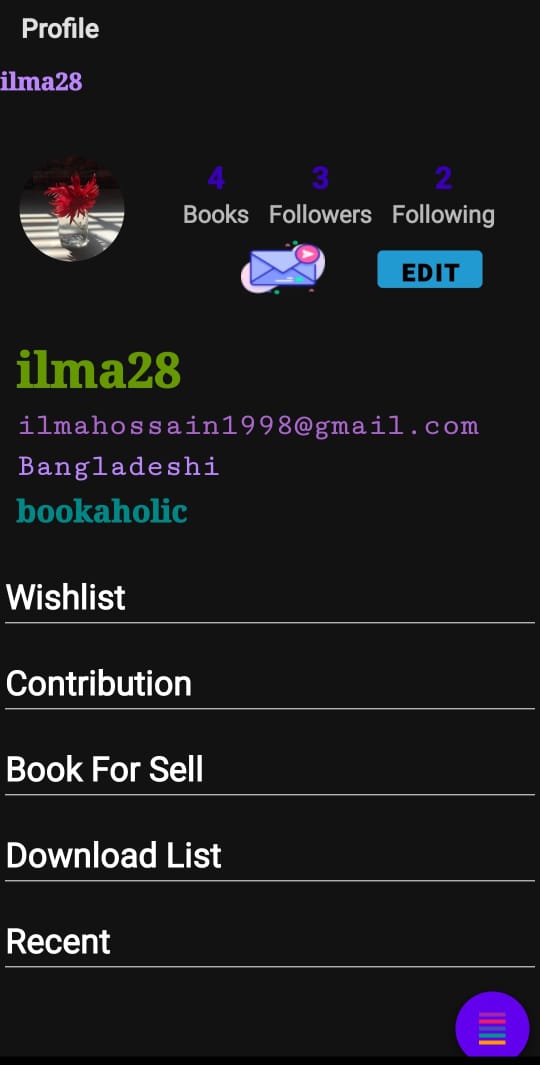 Profile
ilma28
4 3 2
Books Followers Following
EDIT
ilma28
ilmahossain1998@gmail.com
Bangladeshi
bookaholic
Wishlist
Contribution
Book For Sell
Download List
Recent